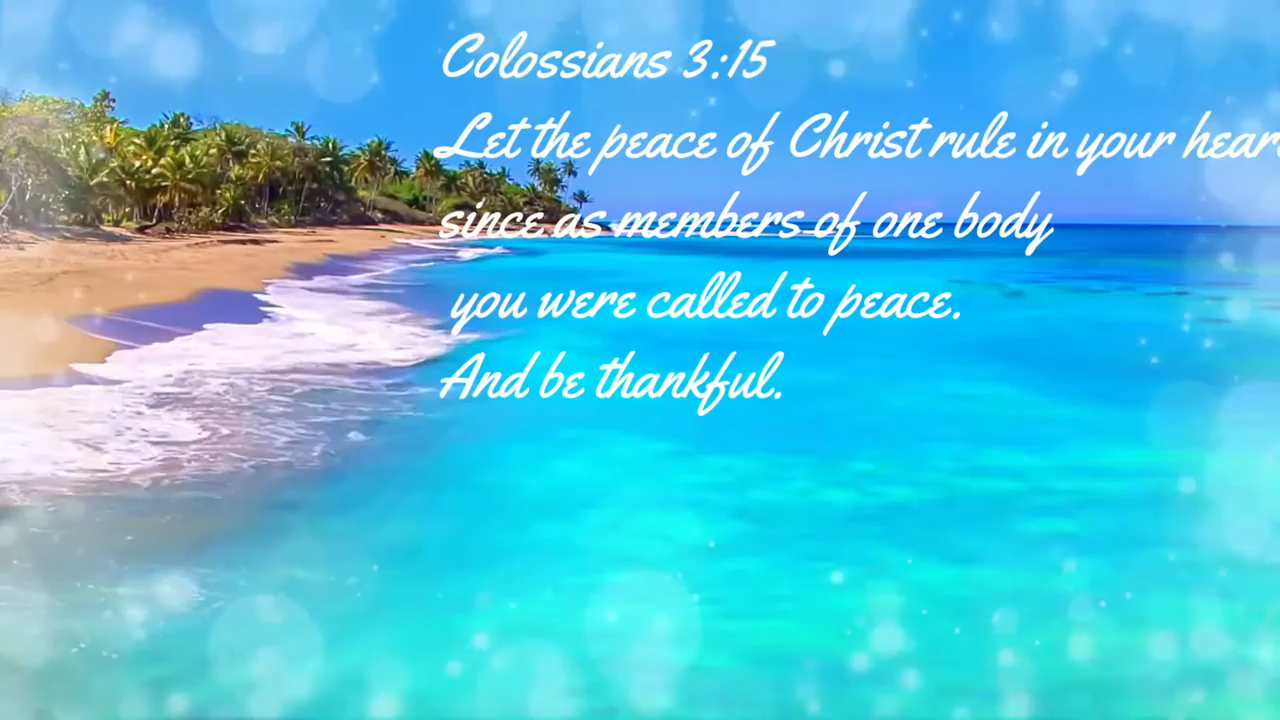 Colossians 3:15
Let the peace of Christ rule in your hear
since as members of one body
you were called to peace.
And be thankful.